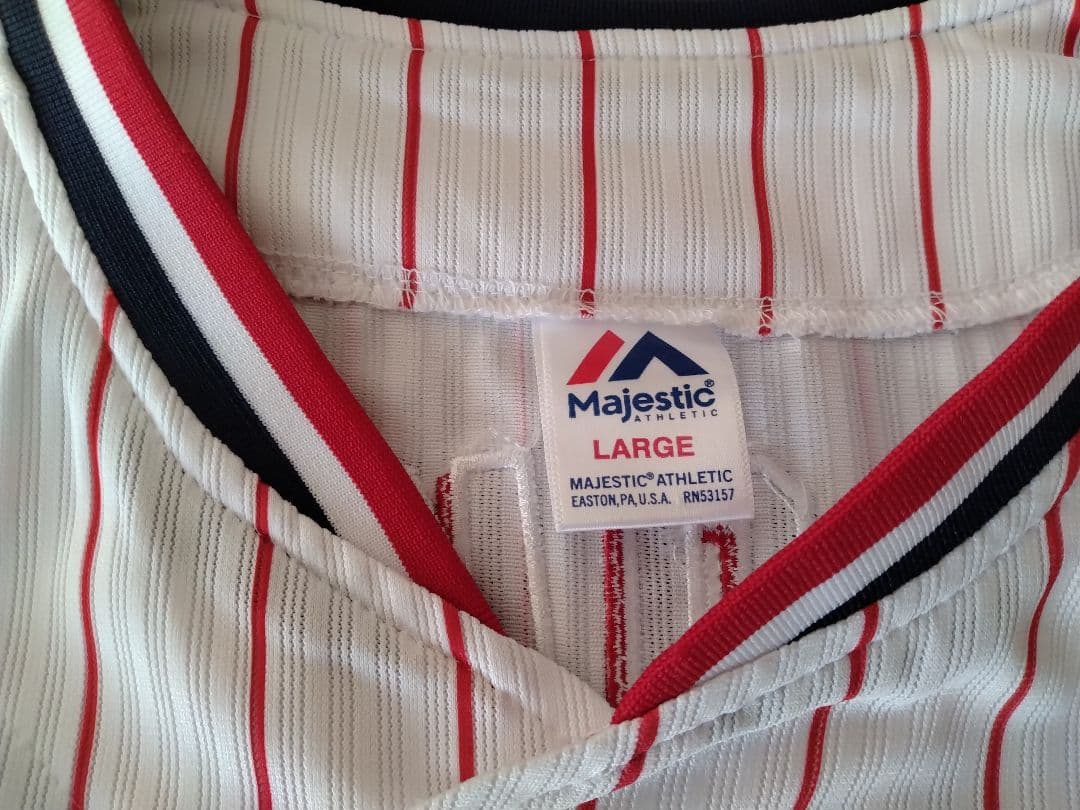 Majestic®
ATHLETIC
LARGE
MAJESTIC® ATHLETIC
EASTON, PA, U.S.A. RN53157